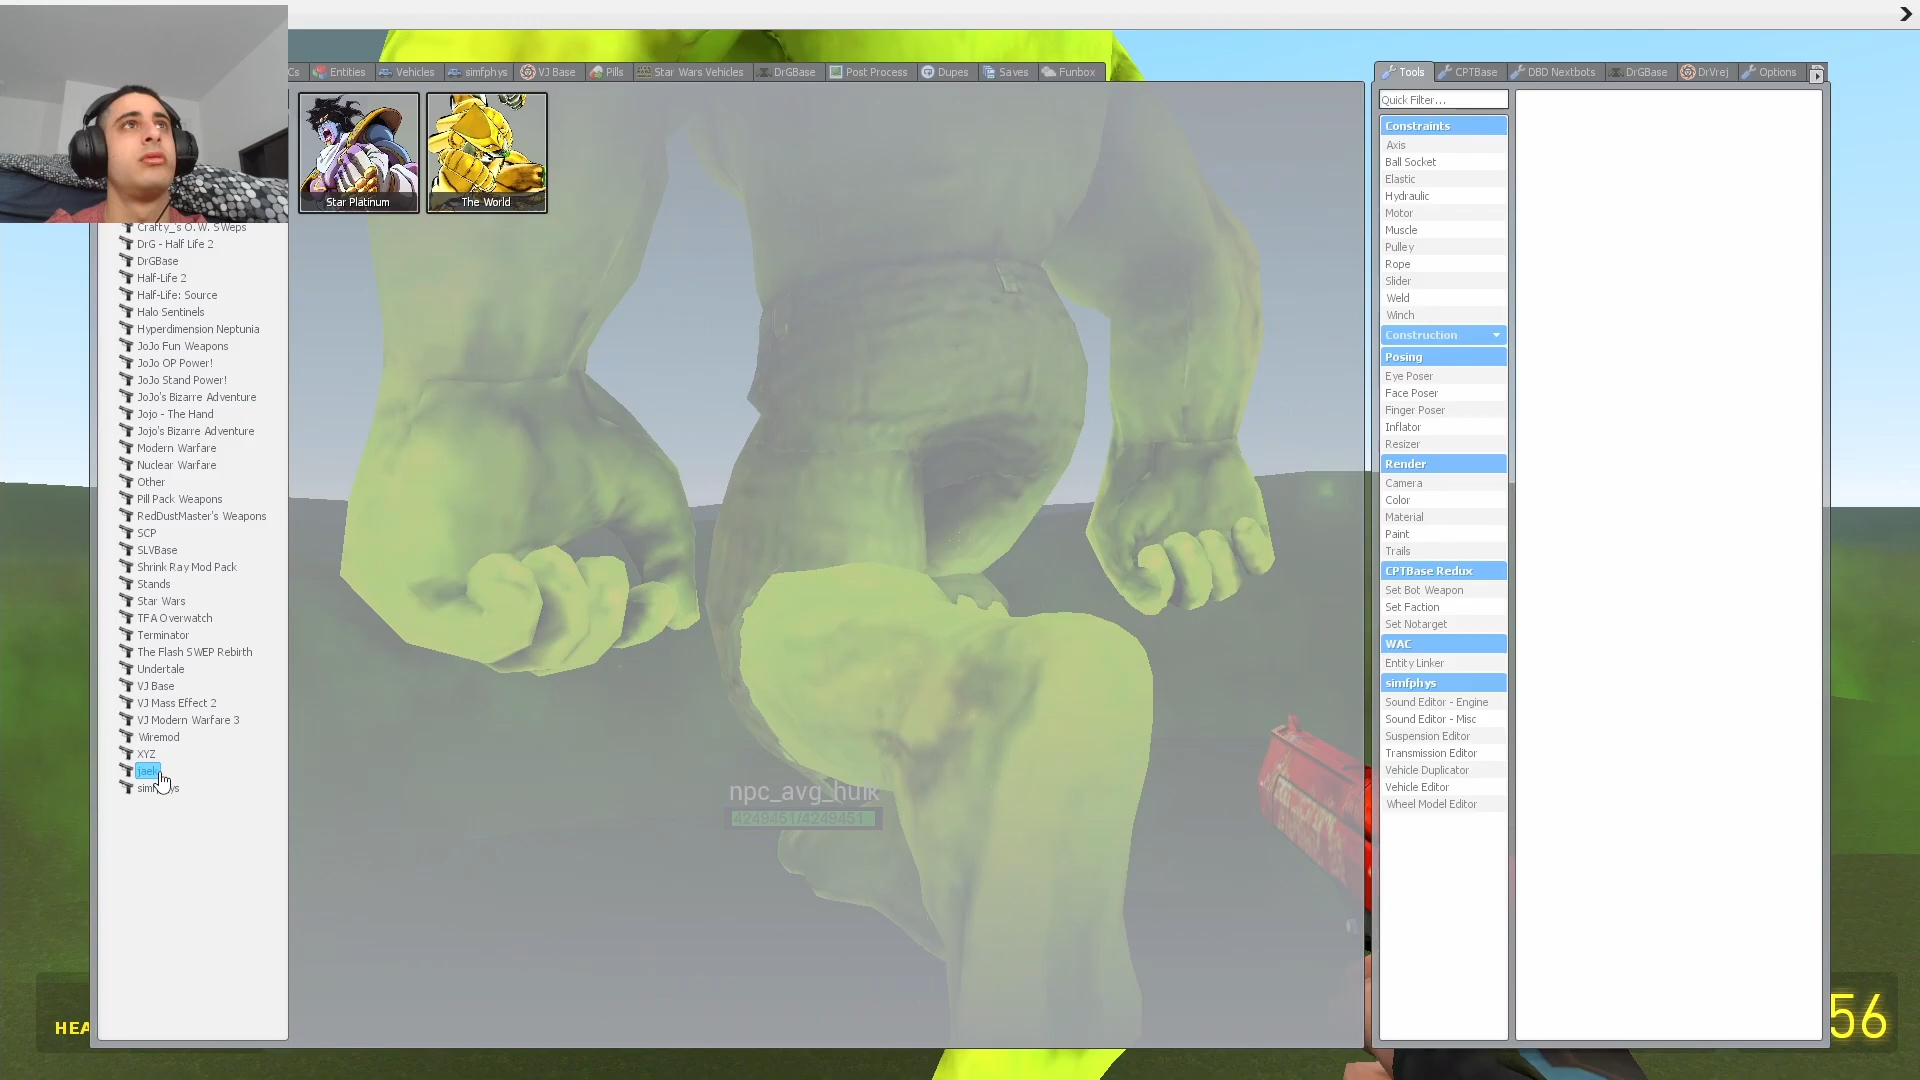 Cs
Entities
Vehicles
simfphys
VJ Base
Pills
Star Wars Vehicles
DrGBase
Post Process
Dupes
Saves
Funbox
Star Platinum
The World
Crafty_'s O. W. SWeps
DrG - Half Life 2
DrGBase
Half-Life 2
Half-Life: Source
Halo Sentinels
Hyperdimension Neptunia
JoJo Fun Weapons
JoJo OP Power!
JoJo Stand Power!
JoJo's Bizarre Adventure
Jojo - The Hand
Jojo's Bizarre Adventure
Modern Warfare
Nuclear Warfare
Other
Pill Pack Weapons
RedDustMaster's Weapons
SCP
SLVBase
Shrink Ray Mod Pack
Stands
Star Wars
TFA Overwatch
Terminator
The Flash SWEP Rebirth
Undertale
VJ Base
VJ Mass Effect 2
VJ Modern Warfare 3
Wiremod
XYZ
jaek
simfphys
npc_avg_hulk
4249451/4249451
HEA
Tools
CPTBase
DBD Nextbots
DrGBase
DrVrej
Options
Quick Filter...
Constraints
Axis
Ball Socket
Elastic
Hydraulic
Motor
Muscle
Pulley
Rope
Slider
Weld
Winch
Construction
Posing
Eye Poser
Face Poser
Finger Poser
Inflator
Resizer
Render
Camera
Color
Material
Paint
Trails
CPTBase Redux
Set Bot Weapon
Set Faction
Set Notarget
WAC
Entity Linker
simfphys
Sound Editor - Engine
Sound Editor - Misc
Suspension Editor
Transmission Editor
Vehicle Duplicator
Vehicle Editor
Wheel Model Editor
56